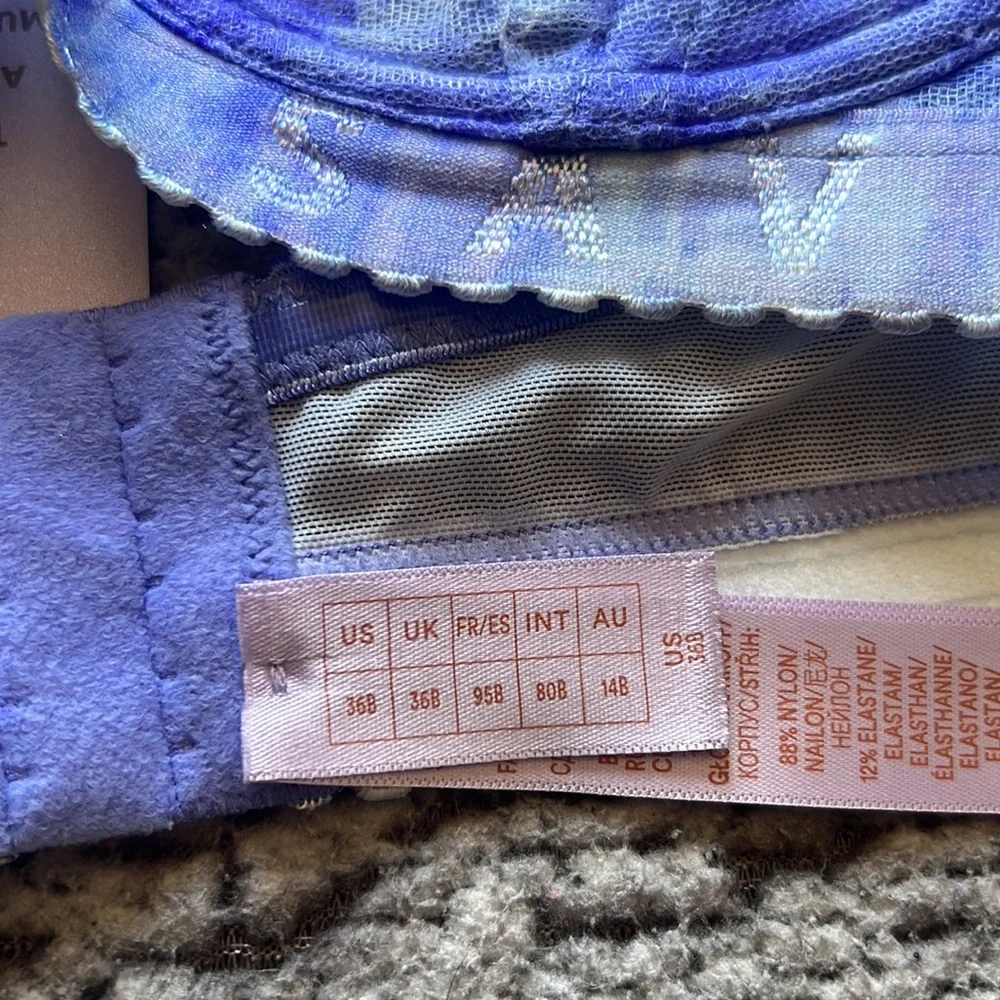 S A V
US UK FR/ES INT AU
36B 36B 95B 80B 14B
US
36B
КОРПУС/STŘIH:
88% NYLON/
NAILON/尼龙/
НЕЙЛОН
12% ELASTANE/
ELASTAM/
ELASTHAN/
ÉLASTHANNE/
ELASTANO/
ELASTAN/